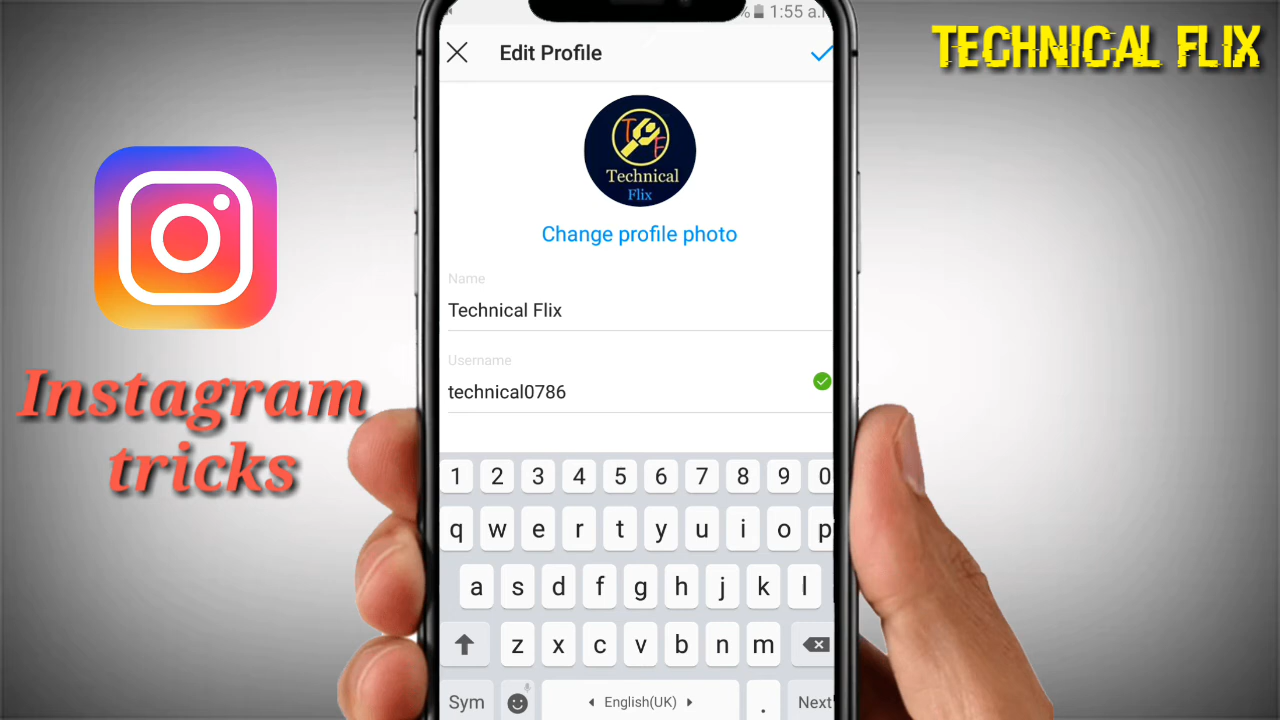 TECHNICAL FLIX
% 1:55 a.
Edit Profile
T F
Technical
Flix
Change profile photo
Name
Technical Flix
Username
technical0786
Instagram
tricks
1 2 3 4 5 6 7 8 9 0
q w e r t y u i o p
a s d f g h j k l
z x c v b n m
Sym English(UK) . Next